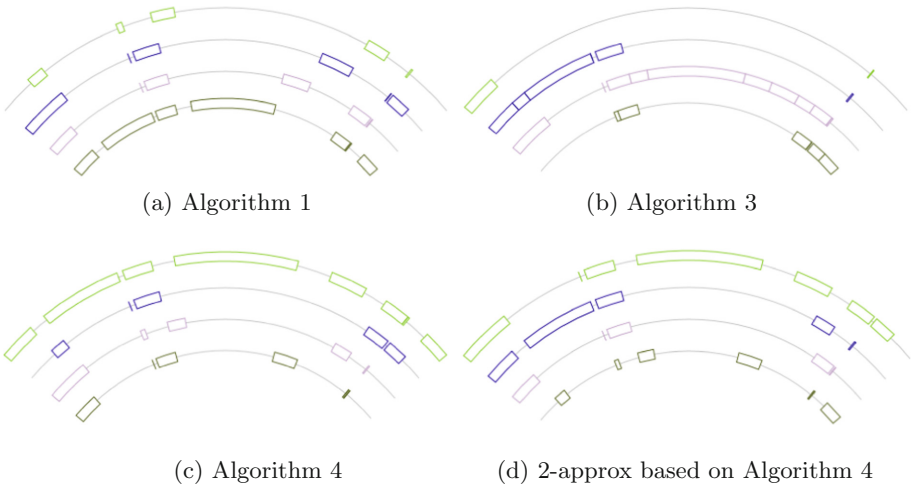 (a) Algorithm 1
(b) Algorithm 3
(c) Algorithm 4
(d) 2-approx based on Algorithm 4